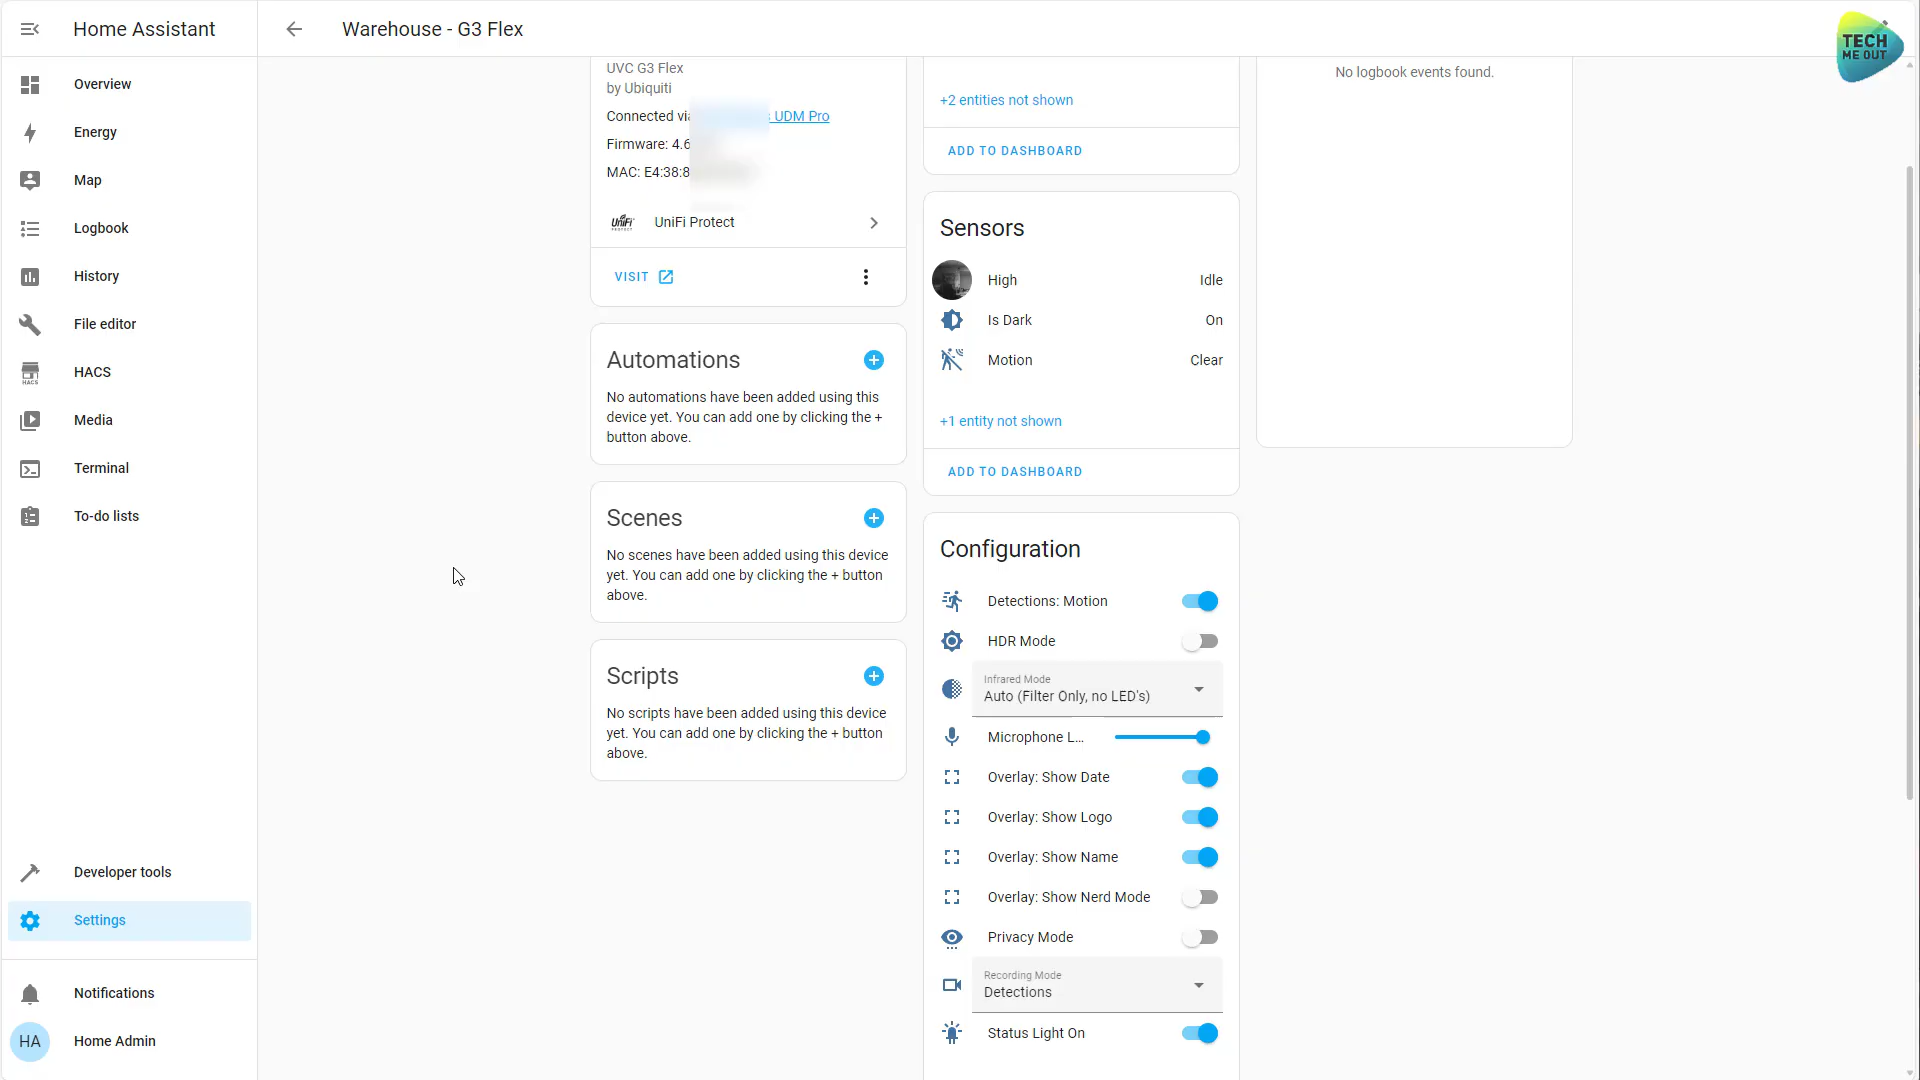 Home Assistant
Warehouse - G3 Flex
TECH
ME OUT
Overview
Energy
Map
Logbook
History
File editor
HACS
HACS
Media
Terminal
To-do lists
Developer tools
Settings
Notifications
HA
Home Admin
UVC G3 Flex
by Ubiquiti
Connected via UDM Pro
Firmware: 4.6
MAC: E4:38:8
UniFi
PROTECT
UniFi Protect
VISIT
Automations
No automations have been added using this
device yet. You can add one by clicking the +
button above.
Scenes
No scenes have been added using this device
yet. You can add one by clicking the + button
above.
Scripts
No scripts have been added using this device
yet. You can add one by clicking the + button
above.
+2 entities not shown
ADD TO DASHBOARD
Sensors
High Idle
Is Dark On
Motion Clear
+1 entity not shown
ADD TO DASHBOARD
Configuration
Detections: Motion
HDR Mode
Infrared Mode
Auto (Filter Only, no LED's)
Microphone L...
Overlay: Show Date
Overlay: Show Logo
Overlay: Show Name
Overlay: Show Nerd Mode
Privacy Mode
Recording Mode
Detections
Status Light On
No logbook events found.